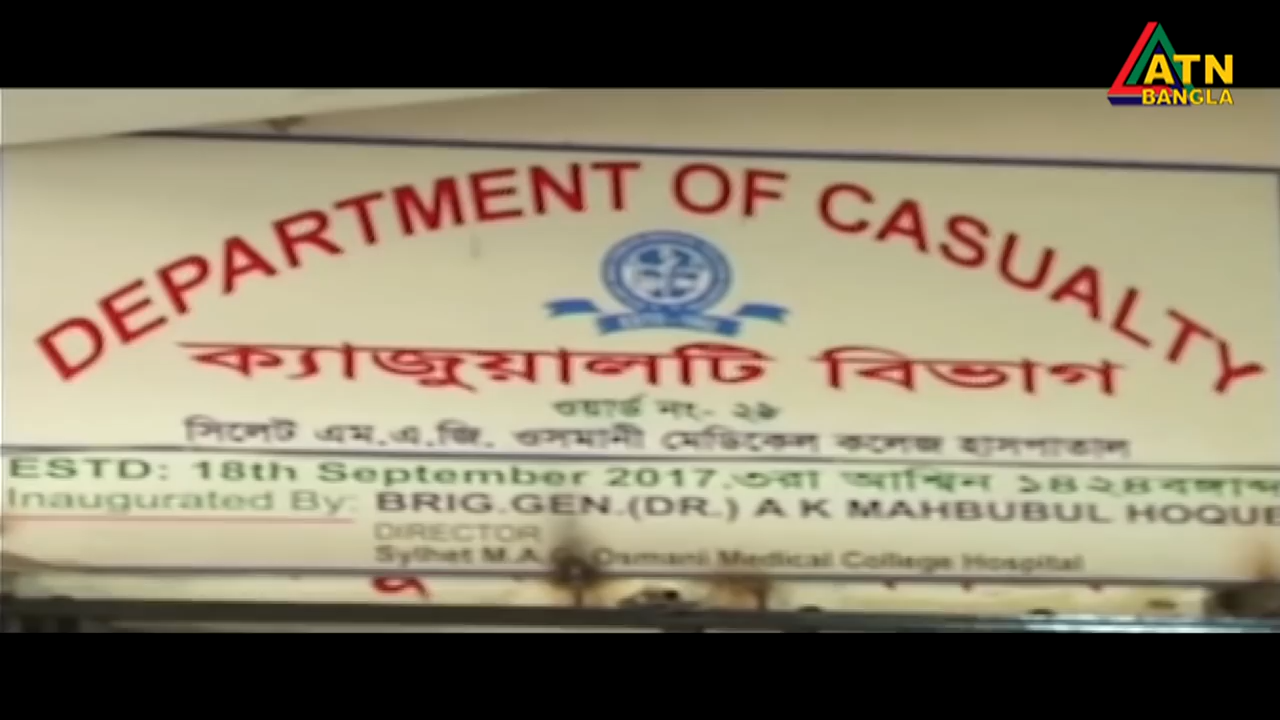 ATN
BANGLA
DEPARTMENT OF CASUALTY
ক্যাজুয়ালটি বিভাগ
ওয়ার্ড নং- ২৯
সিলেট এম.এ.জি. ওসমানী মেডিকেল কলেজ হাসপাতাল
ESTD: 18th September 2017.৩রা আশ্বিন ১৪২৪বঙ্গাব্দ
Inaugurated By: BRIG.GEN.(DR.) A K MAHBUBUL HOQUE
DIRECTOR
Sylhet M.A.G. Osmani Medical College Hospital